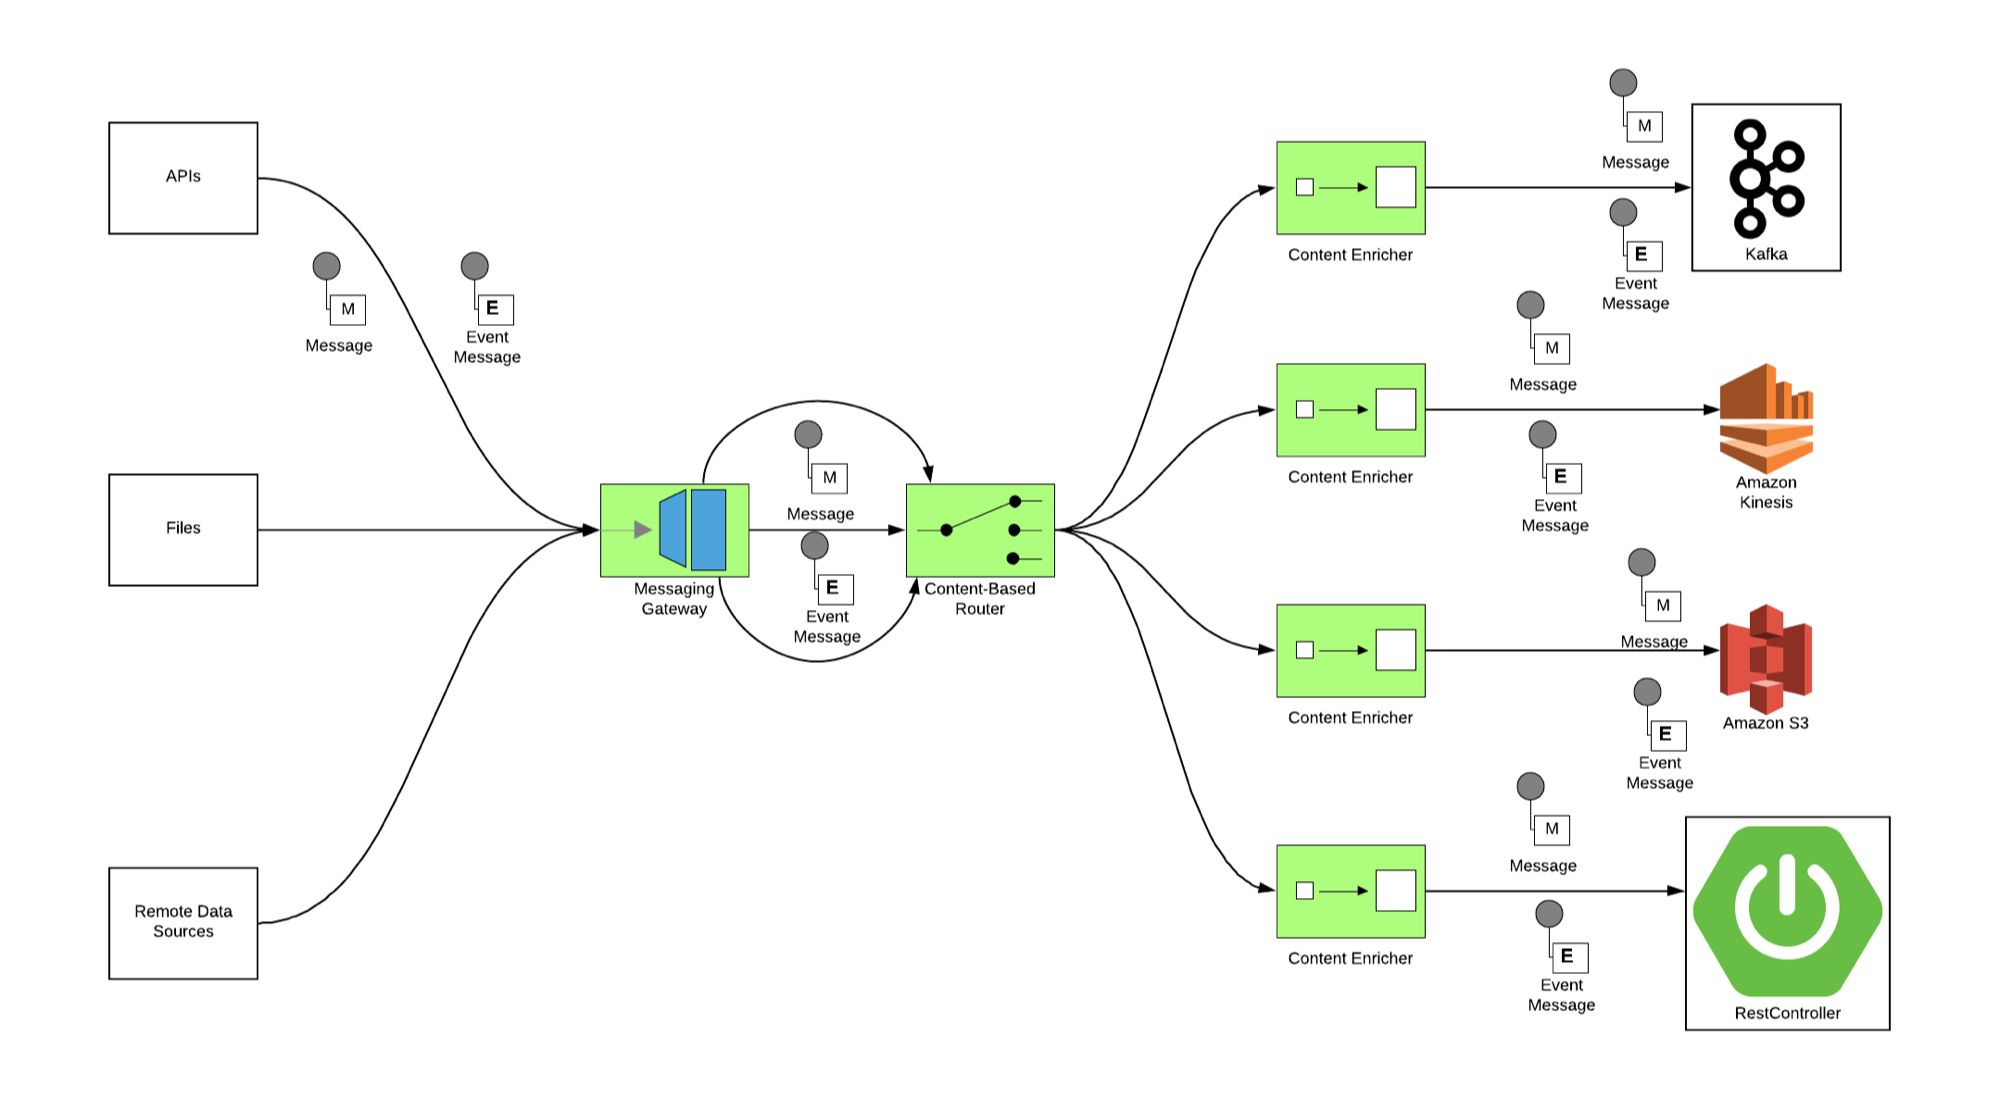 APIs
M
Message
E
Event
Message
Files
Remote Data
Sources
Messaging
Gateway
M
Message
E
Event
Message
Content-Based
Router
Content Enricher
M
Message
E
Event
Message
Kafka
Content Enricher
M
Message
E
Event
Message
Amazon
Kinesis
Content Enricher
M
Message
E
Event
Message
Amazon S3
Content Enricher
M
Message
E
Event
Message
RestController